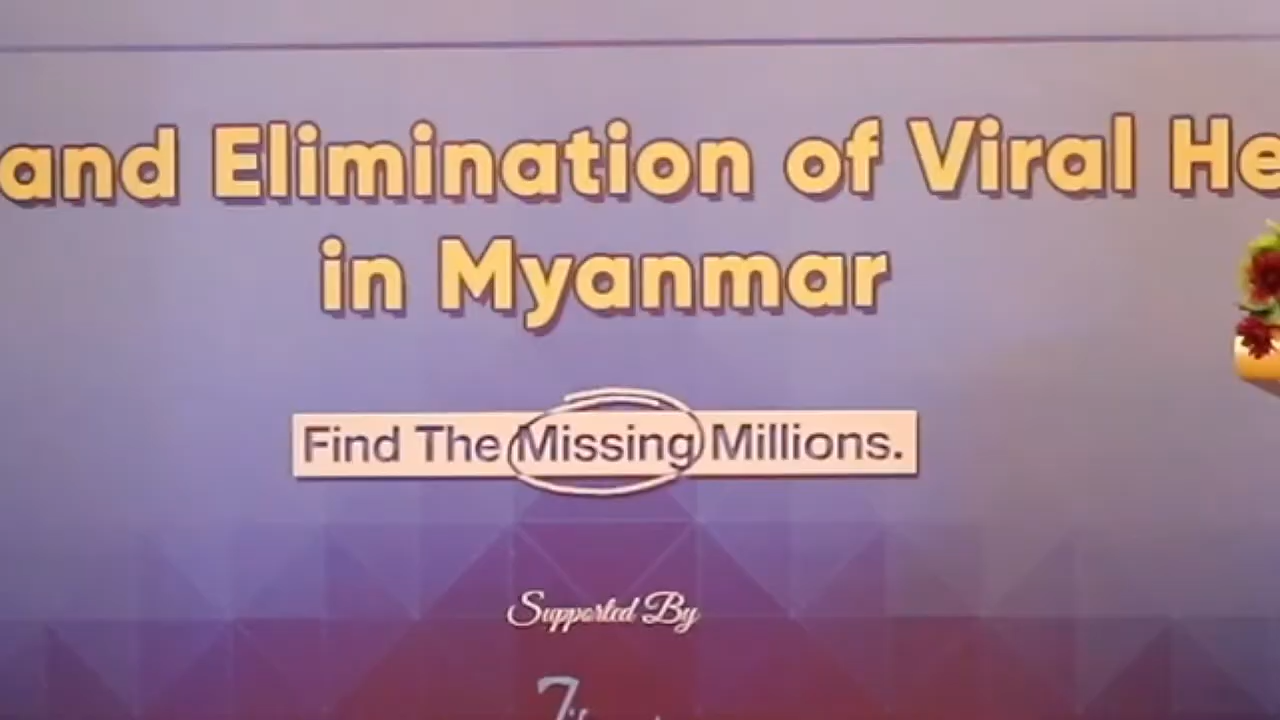 and Elimination of Viral He
in Myanmar
Find The Missing Millions.
Supported By